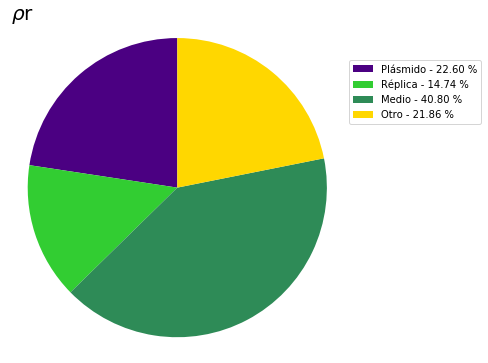 ρr
Plásmido - 22.60 %
Réplica - 14.74 %
Medio - 40.80 %
Otro - 21.86 %